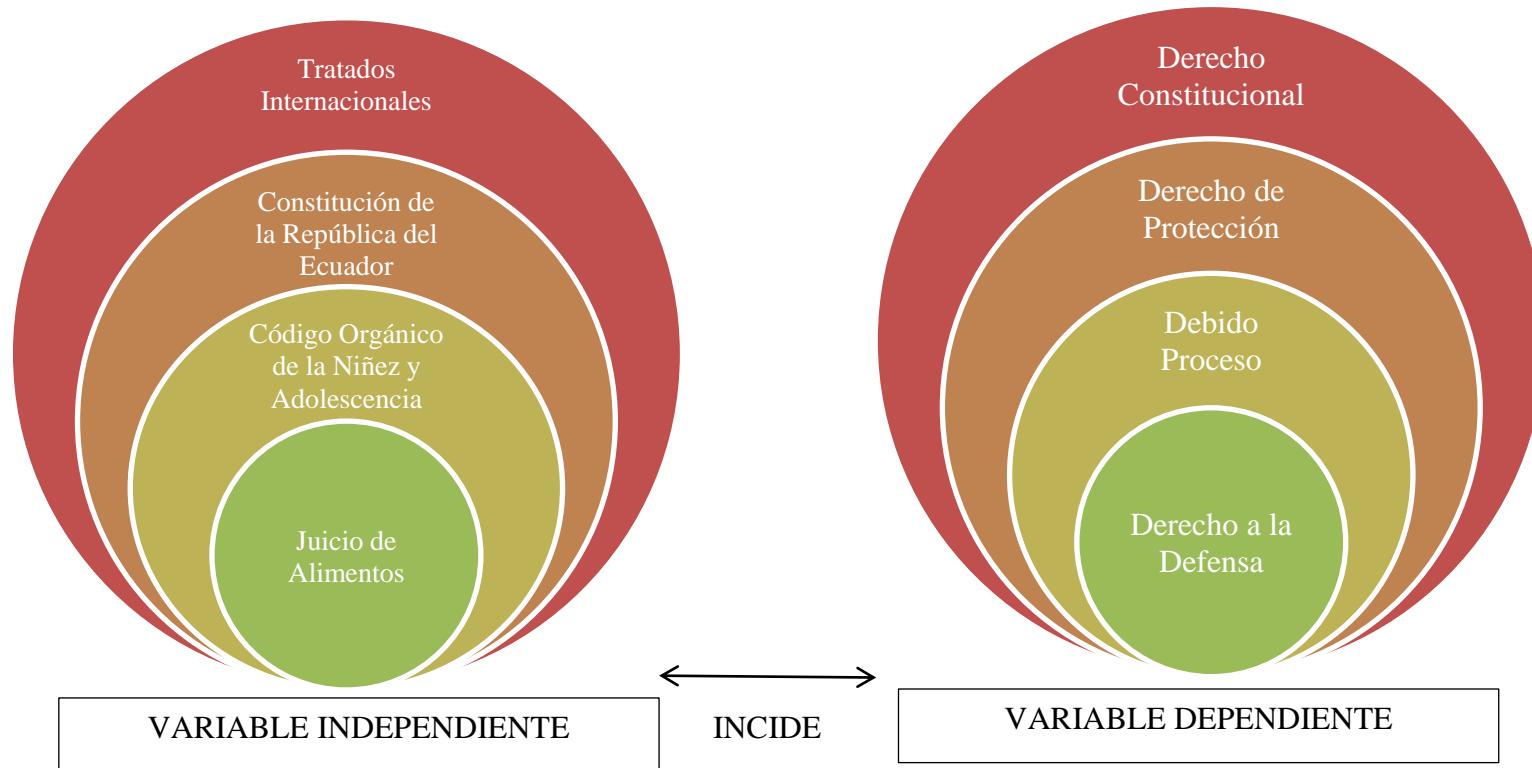 Tratados
Internacionales
Constitución de
la República del
Ecuador
Código Orgánico
de la Niñez y
Adolescencia
Juicio de
Alimentos
VARIABLE INDEPENDIENTE
INCIDE
Derecho
Constitucional
Derecho de
Protección
Debido
Proceso
Derecho a la
Defensa
VARIABLE DEPENDIENTE